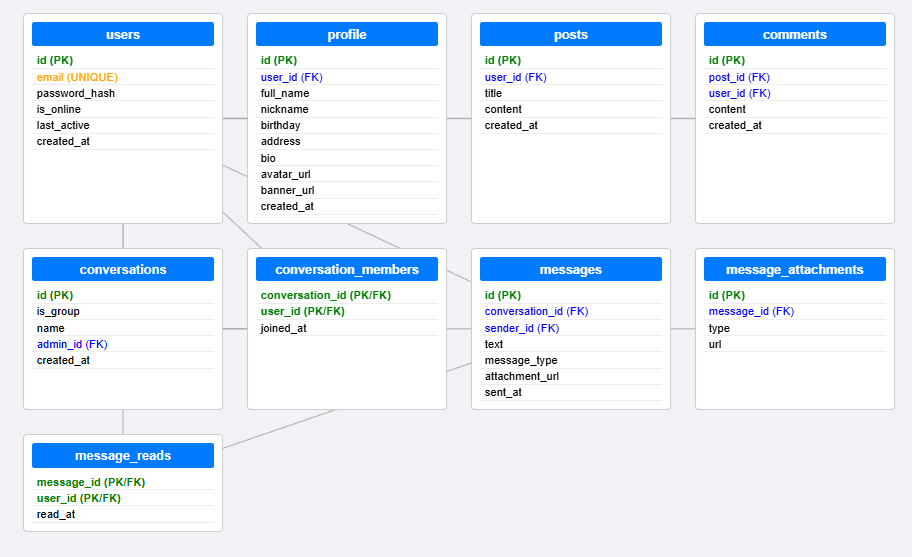 users
id (PK)
email (UNIQUE)
password_hash
is_online
last_active
created_at
profile
id (PK)
user_id (FK)
full_name
nickname
birthday
address
bio
avatar_url
banner_url
created_at
posts
id (PK)
user_id (FK)
title
content
created_at
comments
id (PK)
post_id (FK)
user_id (FK)
content
created_at
conversations
id (PK)
is_group
name
admin_id (FK)
created_at
conversation_members
conversation_id (PK/FK)
user_id (PK/FK)
joined_at
messages
id (PK)
conversation_id (FK)
sender_id (FK)
text
message_type
attachment_url
sent_at
message_attachments
id (PK)
message_id (FK)
type
url
message_reads
message_id (PK/FK)
user_id (PK/FK)
read_at